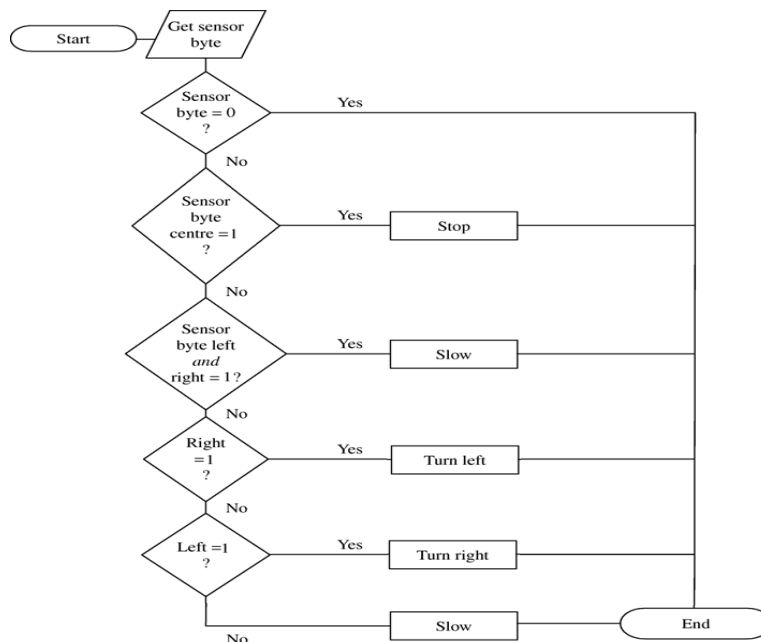 Start
Get sensor
byte
Sensor
byte = 0
?
Yes
No
Sensor
byte
centre =1
?
Yes
Stop
No
Sensor
byte left
and
right = 1?
Yes
Slow
No
Right
=1
?
Yes
Turn left
No
Left =1
?
Yes
Turn right
No
Slow
End